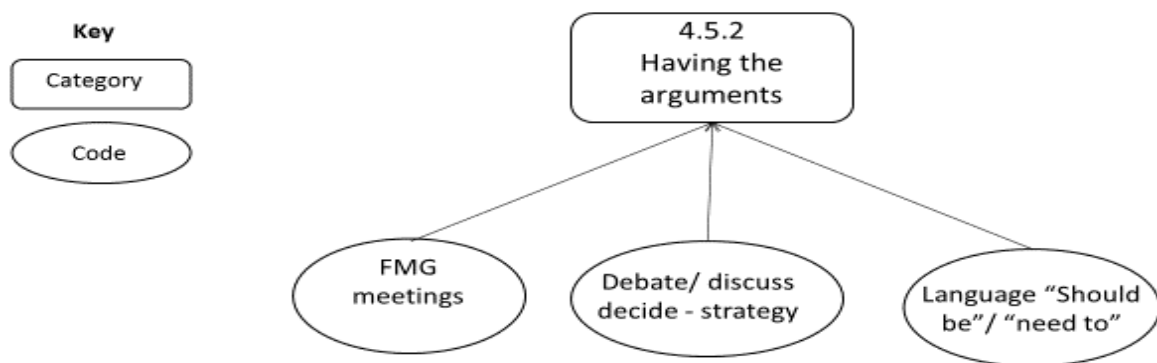 Key
Category
Code
4.5.2
Having the
arguments
FMG
meetings
Debate/ discuss
decide - strategy
Language “Should
be”/ “need to”